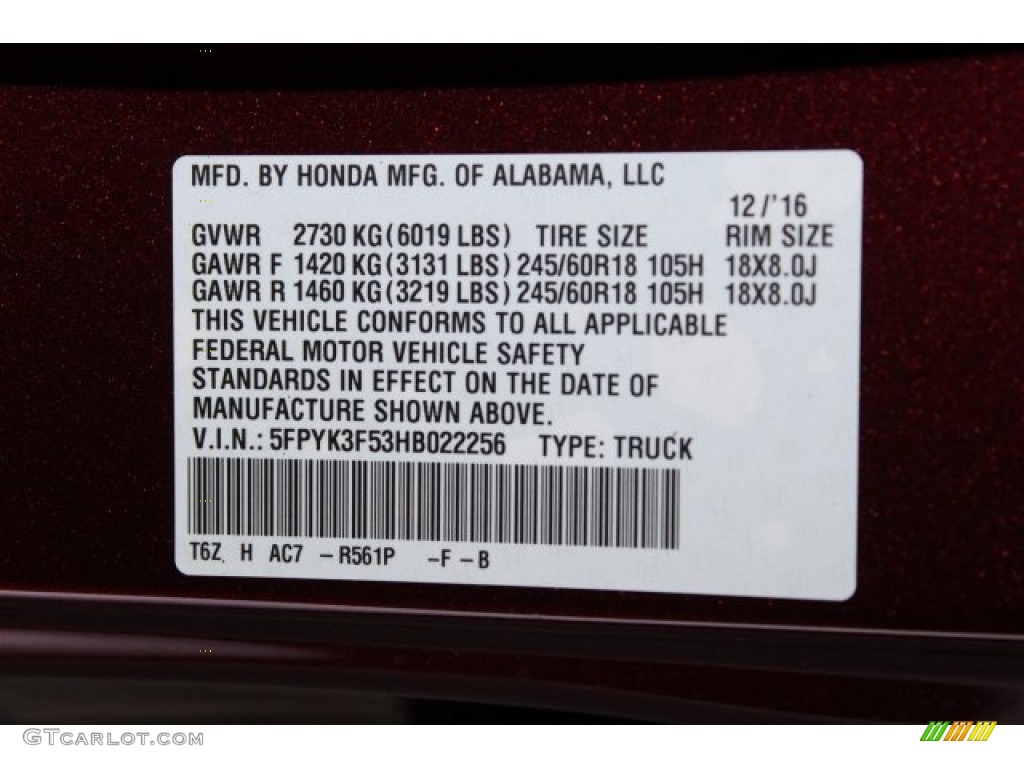 MFD. BY HONDA MFG. OF ALABAMA, LLC
12/'16
GVWR 2730 KG (6019 LBS) TIRE SIZE RIM SIZE
GAWR F 1420 KG (3131 LBS) 245/60R18 105H 18X8.0J
GAWR R 1460 KG (3219 LBS) 245/60R18 105H 18X8.0J
THIS VEHICLE CONFORMS TO ALL APPLICABLE
FEDERAL MOTOR VEHICLE SAFETY
STANDARDS IN EFFECT ON THE DATE OF
MANUFACTURE SHOWN ABOVE.
V.I.N.: 5FPYK3F53HB022256 TYPE: TRUCK
T6Z H AC7 – R561P –F – B
GTCARLOT.COM